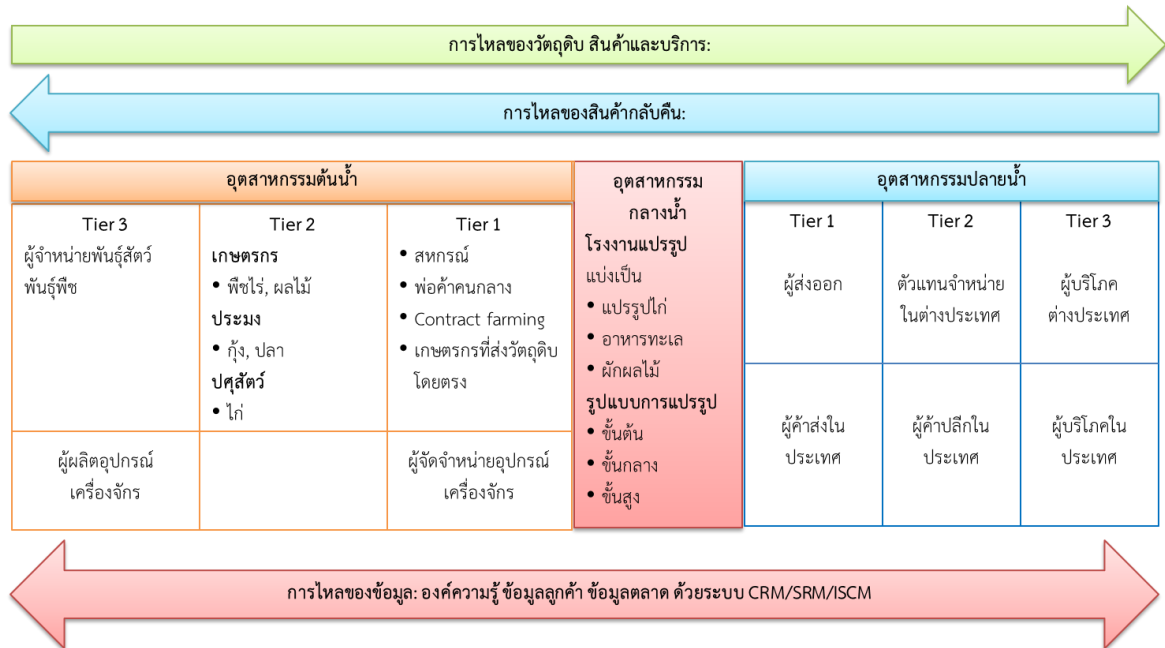 การไหลของวัตถุดิบ สินค้าและบริการ:
การไหลของสินค้ากลับคืน:
อุตสาหกรรมต้นน้ำ
Tier 3
ผู้จำหน่ายพันธุ์สัตว์
พันธุ์พืช
Tier 2
เกษตรกร
• พืชไร่, ผลไม้
ประมง
• กุ้ง, ปลา
ปศุสัตว์
• ไก่
Tier 1
• สหกรณ์
• พ่อค้าคนกลาง
• Contract farming
• เกษตรกรที่ส่งวัตถุดิบ
โดยตรง
ผู้ผลิตอุปกรณ์
เครื่องจักร
ผู้จัดจำหน่ายอุปกรณ์
เครื่องจักร
อุตสาหกรรม
กลางน้ำ
โรงงานแปรรูป
แบ่งเป็น
• แปรรูปไก่
• อาหารทะเล
• ผักผลไม้
รูปแบบการแปรรูป
• ขั้นต้น
• ขั้นกลาง
• ขั้นสูง
อุตสาหกรรมปลายน้ำ
Tier 1
ผู้ส่งออก
Tier 2
ตัวแทนจำหน่าย
ในต่างประเทศ
Tier 3
ผู้บริโภค
ต่างประเทศ
ผู้ค้าส่งใน
ประเทศ
ผู้ค้าปลีกใน
ประเทศ
ผู้บริโภคใน
ประเทศ
การไหลของข้อมูล: องค์ความรู้ ข้อมูลลูกค้า ข้อมูลตลาด ด้วยระบบ CRM/SRM/ISCM